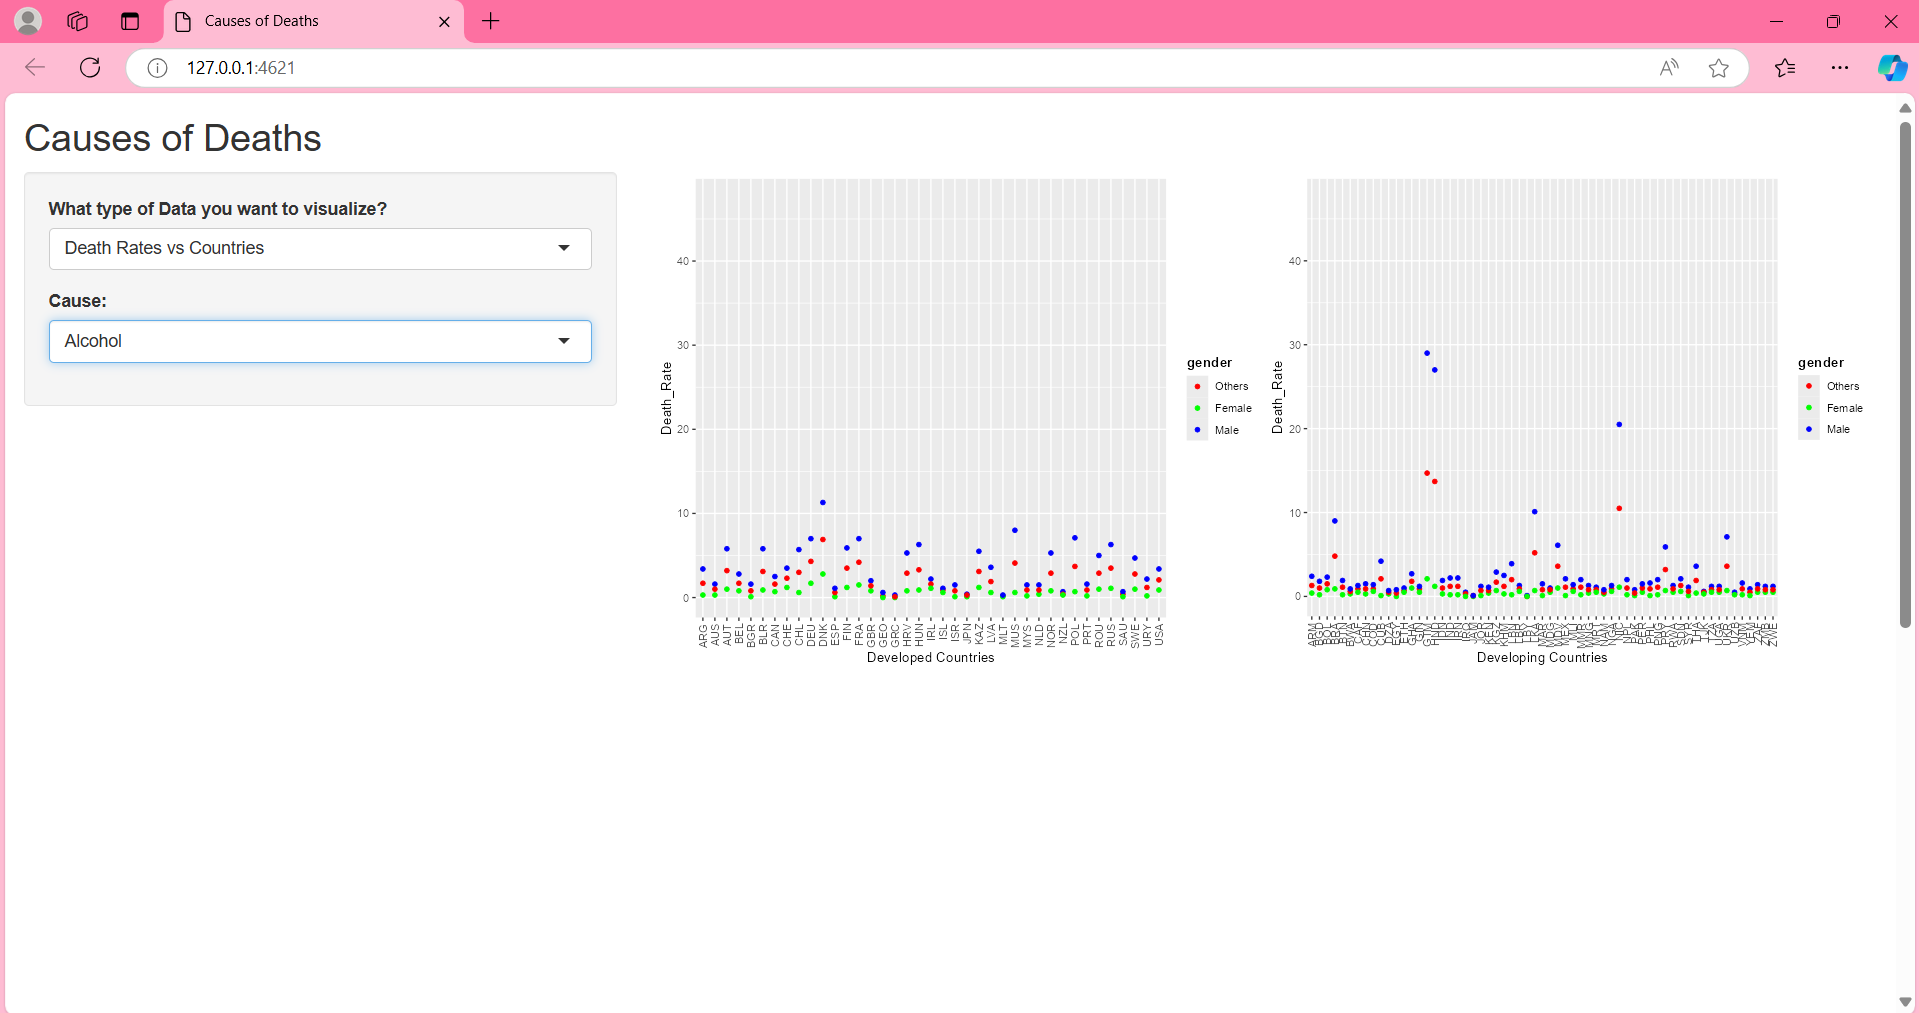 Causes of Deaths
127.0.0.1:4621
Causes of Deaths
What type of Data you want to visualize?
Death Rates vs Countries
Cause:
Alcohol
Death_Rate
40
30
20
10
0
ARG AUS AUT BEL BGR BLR CAN CHE CHL DEU DNK ESP FIN FRA GBR GEO GRC HRV HUN IRL ISL ISR JPN KAZ LVA MLT MUS MYS NLD NOR NZL POL PRT ROU RUS SAU SWE URY USA
Developed Countries
gender
Others
Female
Male
Death_Rate
40
30
20
10
0
ARM BGD BOL BRA
Developing Countries
gender
Others
Female
Male